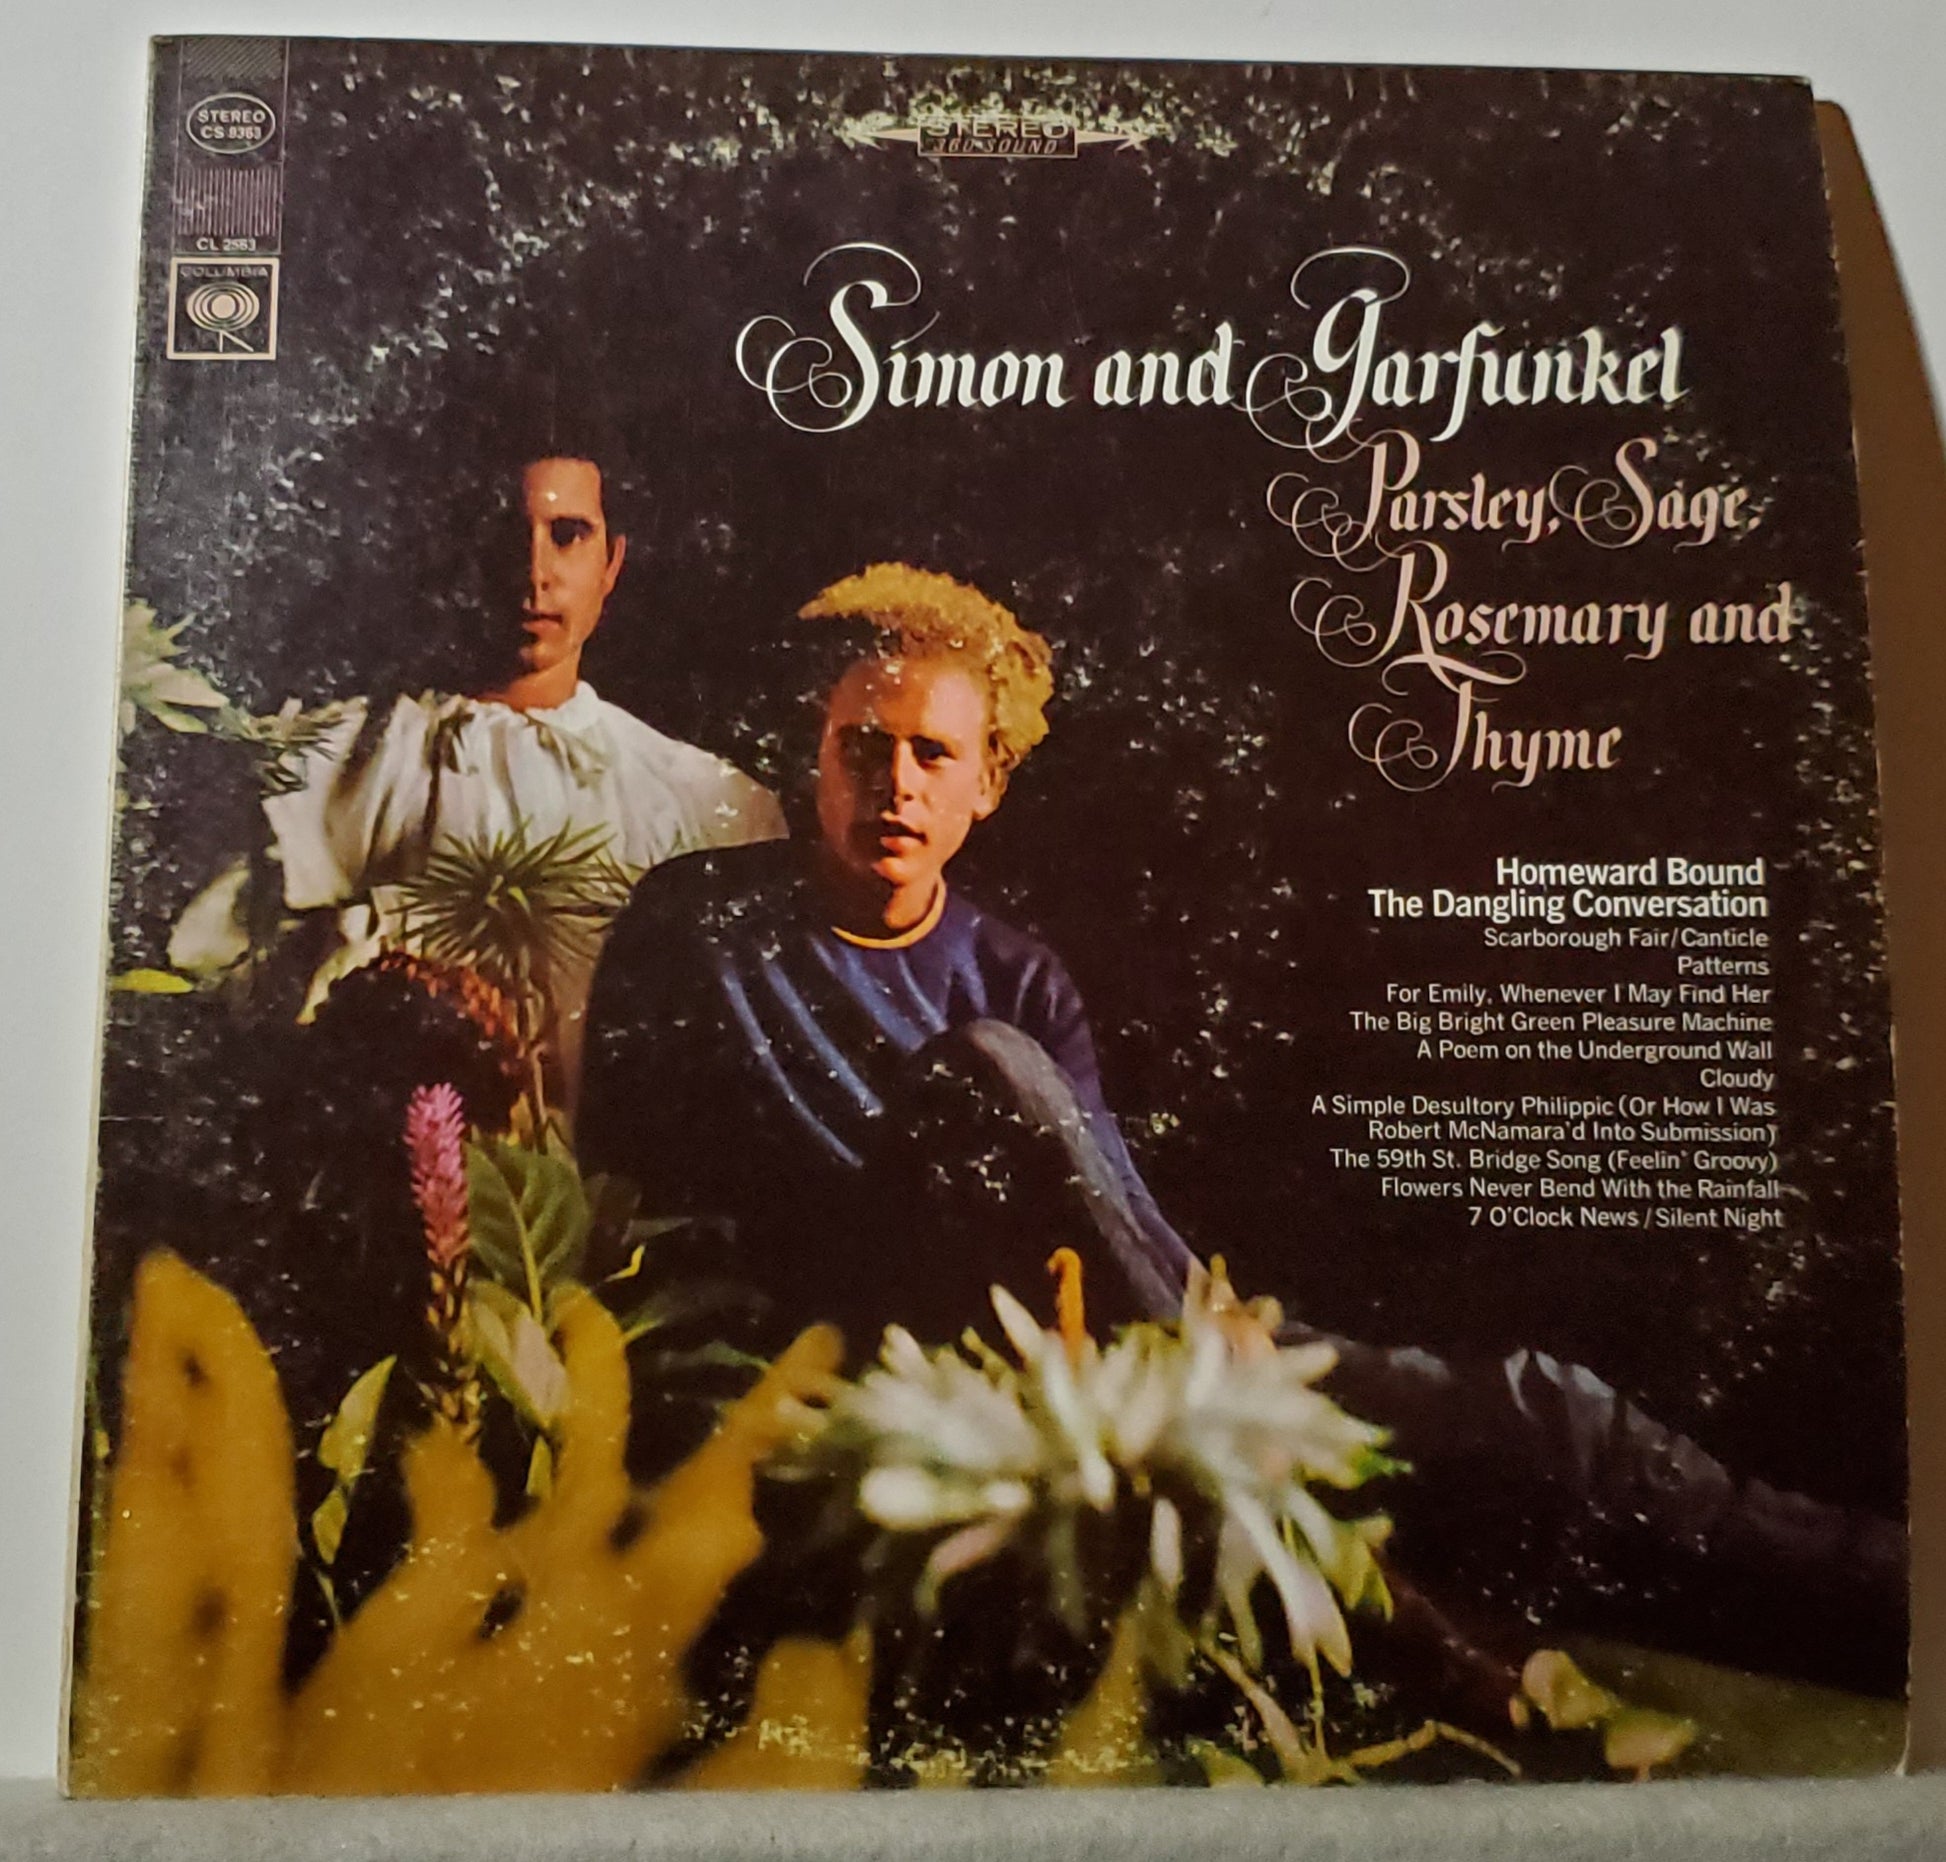 STEREO
CS 9363
CL 2563
COLUMBIA
STEREO
360 SOUND
Simon and Garfunkel
Parsley, Sage,
Rosemary and
Thyme
Homeward Bound
The Dangling Conversation
Scarborough Fair/Canticle
Patterns
For Emily, Whenever I May Find Her
The Big Bright Green Pleasure Machine
A Poem on the Underground Wall
Cloudy
A Simple Desultory Philippic (Or How I Was
Robert McNamara'd Into Submission)
The 59th St. Bridge Song (Feelin' Groovy)
Flowers Never Bend With the Rainfall
7 O'Clock News/Silent Night